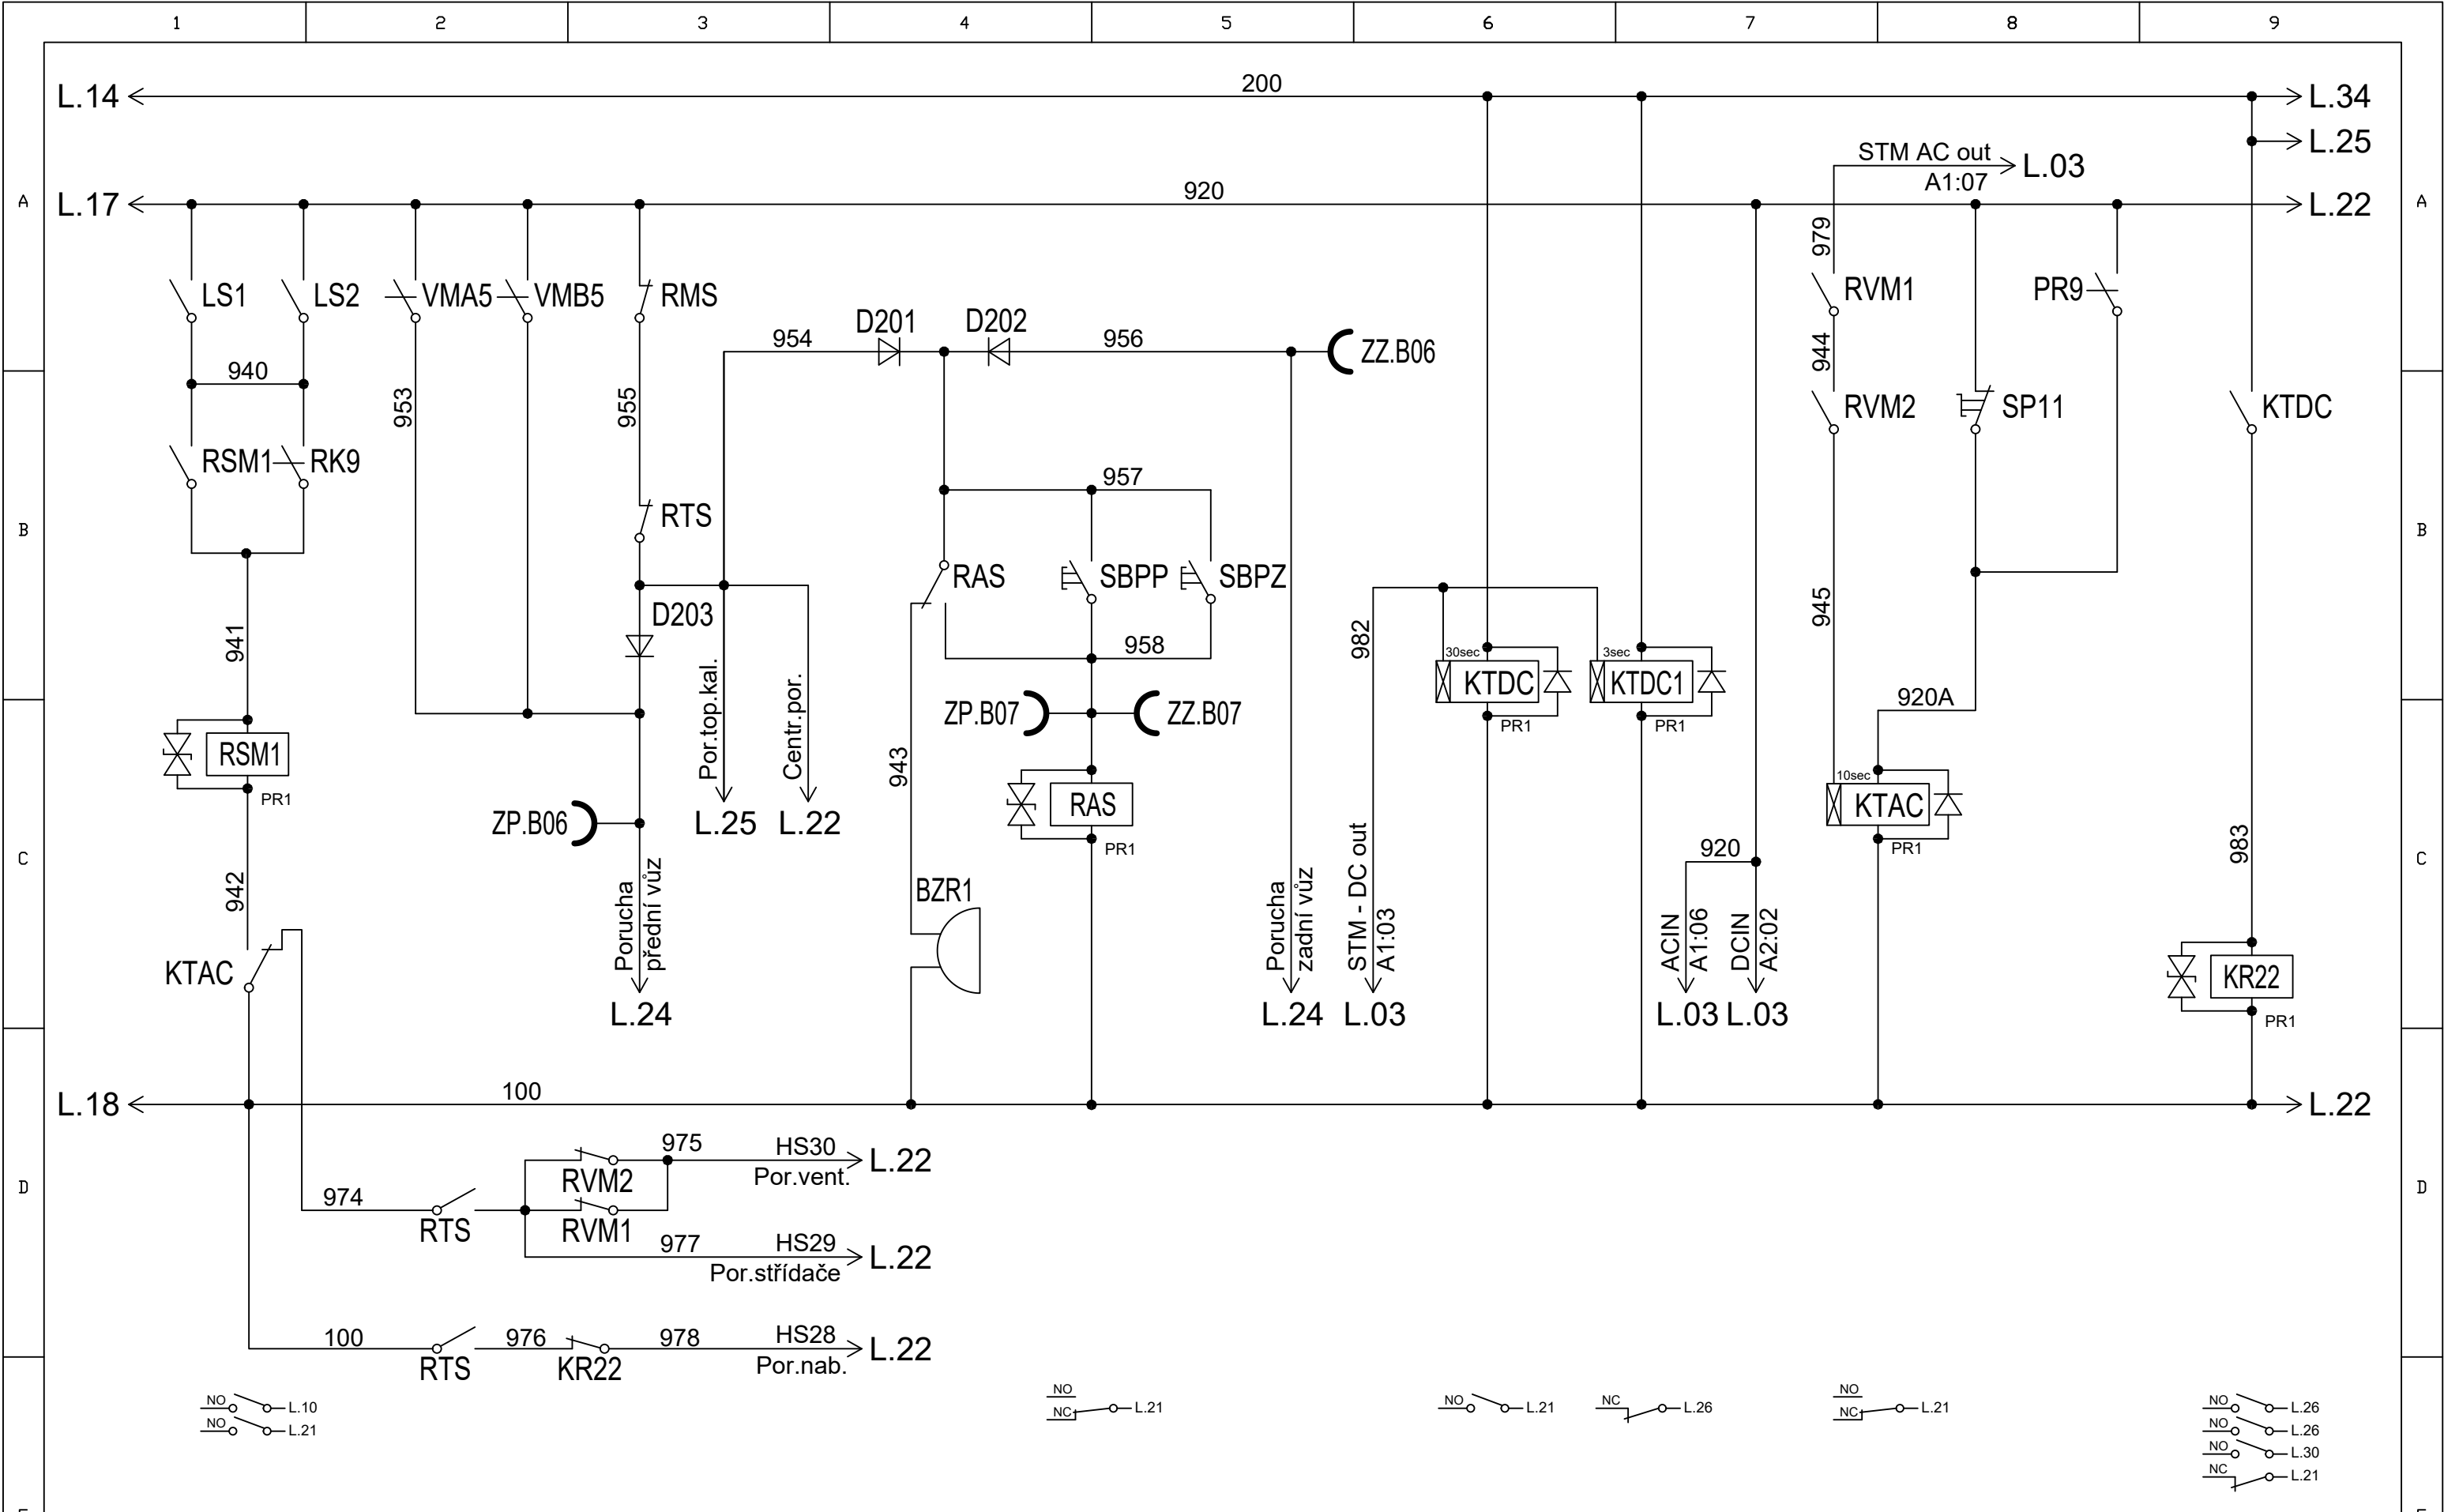 1 2 3 4 5 6 7 8 9
200
L.14 L.34
L.25
STM AC out L.03
A1:07
A L.17 920 L.22 A
979
LS1 LS2 VMA5 VMB5 RMS RVM1 PR9
D201 D202
954 956 ZZ.B06
944
940
953 955
RVM2 SP11 KTDC
RSM1 RK9 957
B RTS B
RAS SBPP SBPZ
D203
941 982 945
958
30sec 3sec
KTDC KTDC1
920A
Por.top.kal. Centr.por.
ZP.B07 ZZ.B07
PR1 PR1
RSM1
943
10sec
PR1
RAS KTAC
ZP.B06 L.25 L.22
PR1 PR1
920 983
C C
942
BZR1
Porucha
přední vůz
Porucha
zadní vůz
STM - DC out
A1:03
ACIN
A1:06
DCIN
A2:02
KTAC KR22
L.24 L.24 L.03 L.03 L.03
PR1
L.18 100 L.22
975 HS30 L.22
RVM2 Por.vent.
D 974 D
RTS RVM1
977 HS29 L.22
Por.střídače
100 976 978 HS28 L.22
RTS KR22 Por.nab.
NO L.10
NO L.21
NO
NC L.21
NO L.21
NC L.26
NO
NC L.21
NO L.26
NO L.26
NO L.30
NC L.21